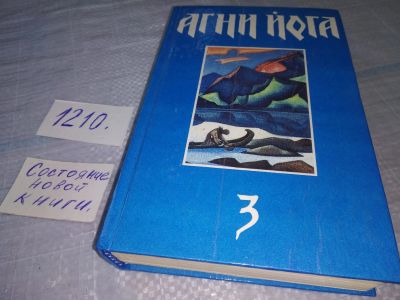 АГНИ ЙОГА
3
1210.
Состояние
новой
книги.